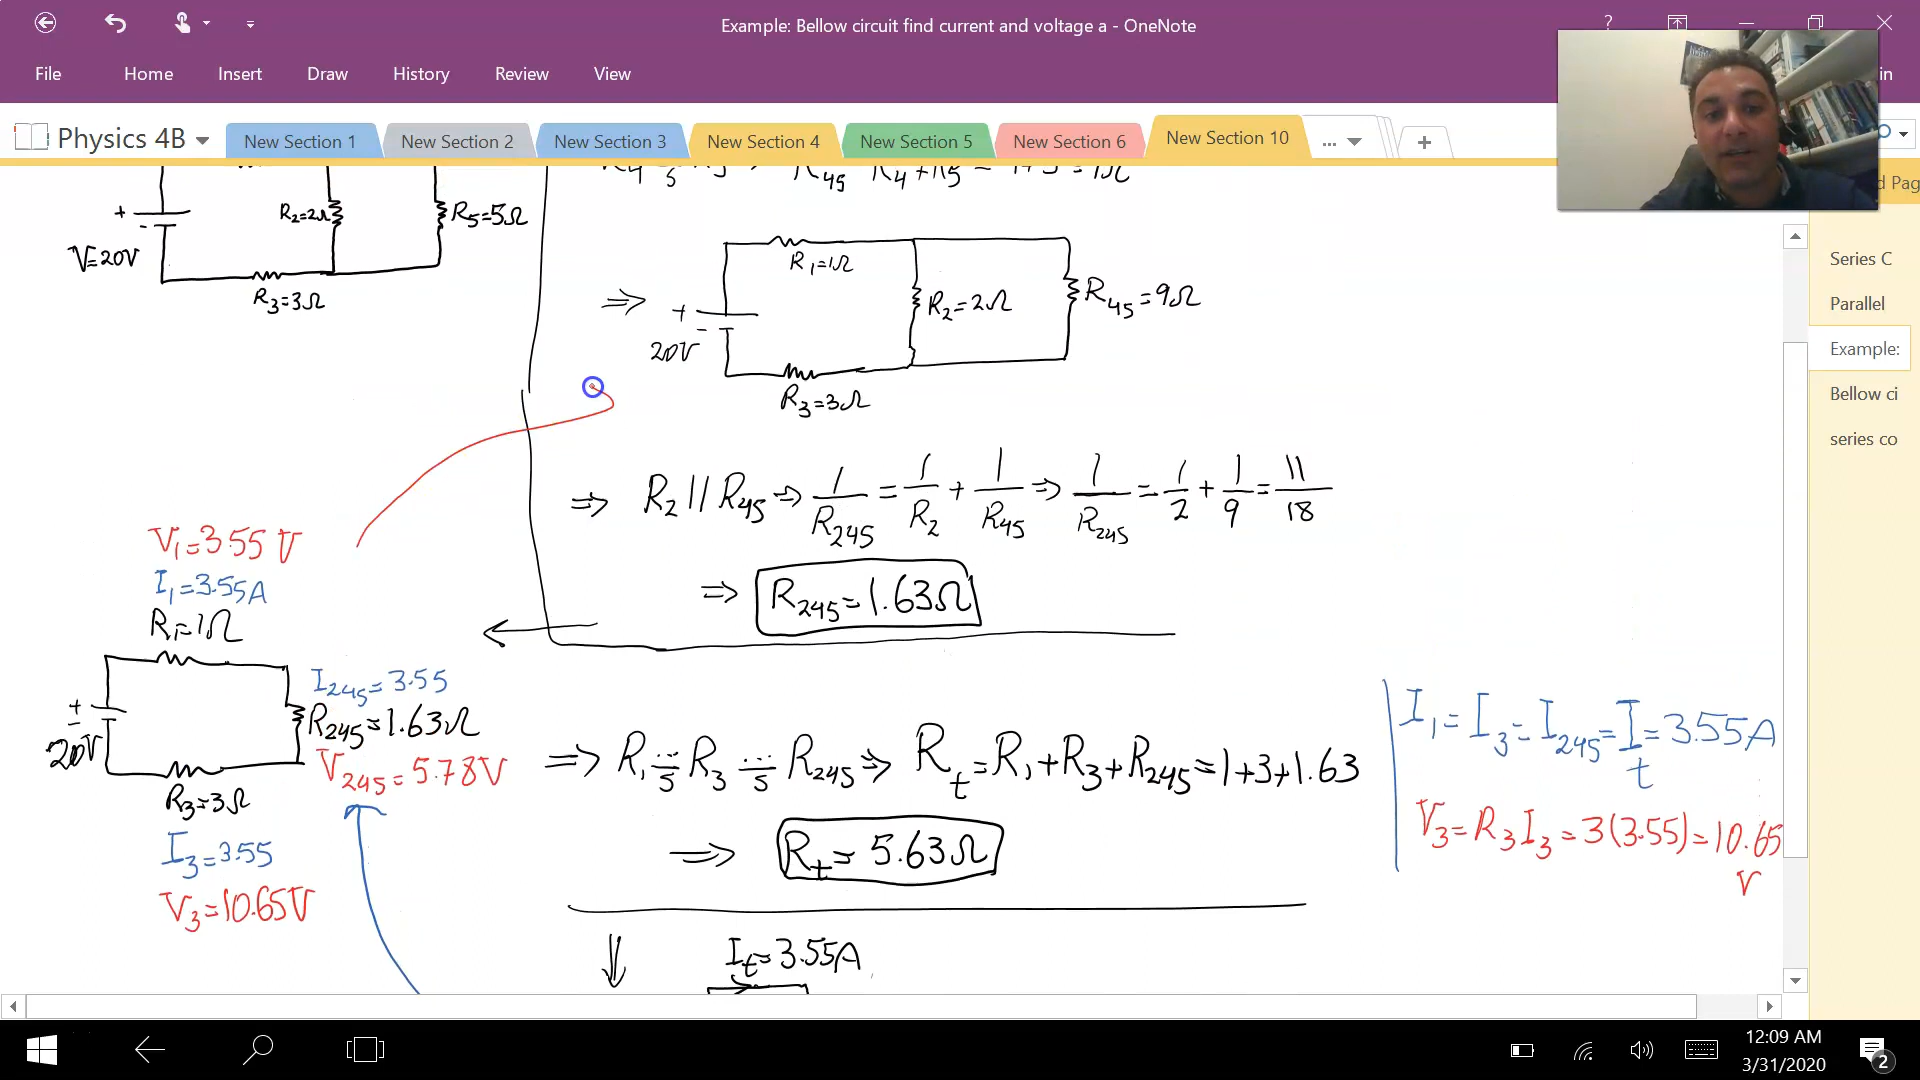 Example: Bellow circuit find current and voltage a - OneNote
?
File Home Insert Draw History Review View in
Physics 4B New Section 1 New Section 2 New Section 3 New Section 4 New Section 5 New Section 6 New Section 10 ... +
d Pag
Series C
Parallel
Example:
Bellow ci
series co
+
-
V=20V
R2=2Ω
R5=5Ω
R3=3Ω
R45 R4+R5
⇒
+
-
20V
R1=1Ω
R2=2Ω
R45=9Ω
R3=3Ω
⇒ R2 // R45 ⇒ 1/R245 = 1/R2 + 1/R45 ⇒ 1/R245 = 1/2 + 1/9 = 11/18
⇒ R245=1.63Ω
V1=3.55 V
I1=3.55A
R1=1Ω
+
-
20V
I245=3.55
R245=1.63Ω
V245=5.78V
R3=3Ω
I3=3.55
V3=10.65V
⇒ R1 s R3 s R245 ⇒ Rt=R1+R3+R245=1+3+1.63
⇒ Rt=5.63Ω
I1=I3=I245=It=3.55A
V3=R3I3=3(3.55)=10.65
V
It=3.55A
12:09 AM
3/31/2020
2